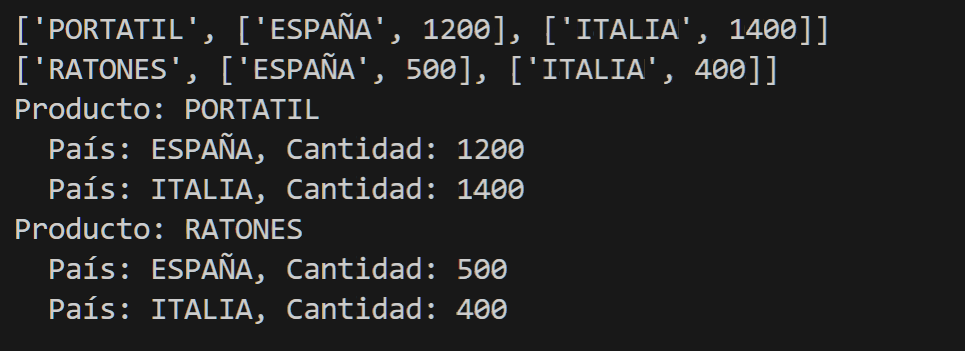 ['PORTATIL', ['ESPAÑA', 1200], ['ITALIA', 1400]]
['RATONES', ['ESPAÑA', 500], ['ITALIA', 400]]
Producto: PORTATIL
  País: ESPAÑA, Cantidad: 1200
  País: ITALIA, Cantidad: 1400
Producto: RATONES
  País: ESPAÑA, Cantidad: 500
  País: ITALIA, Cantidad: 400